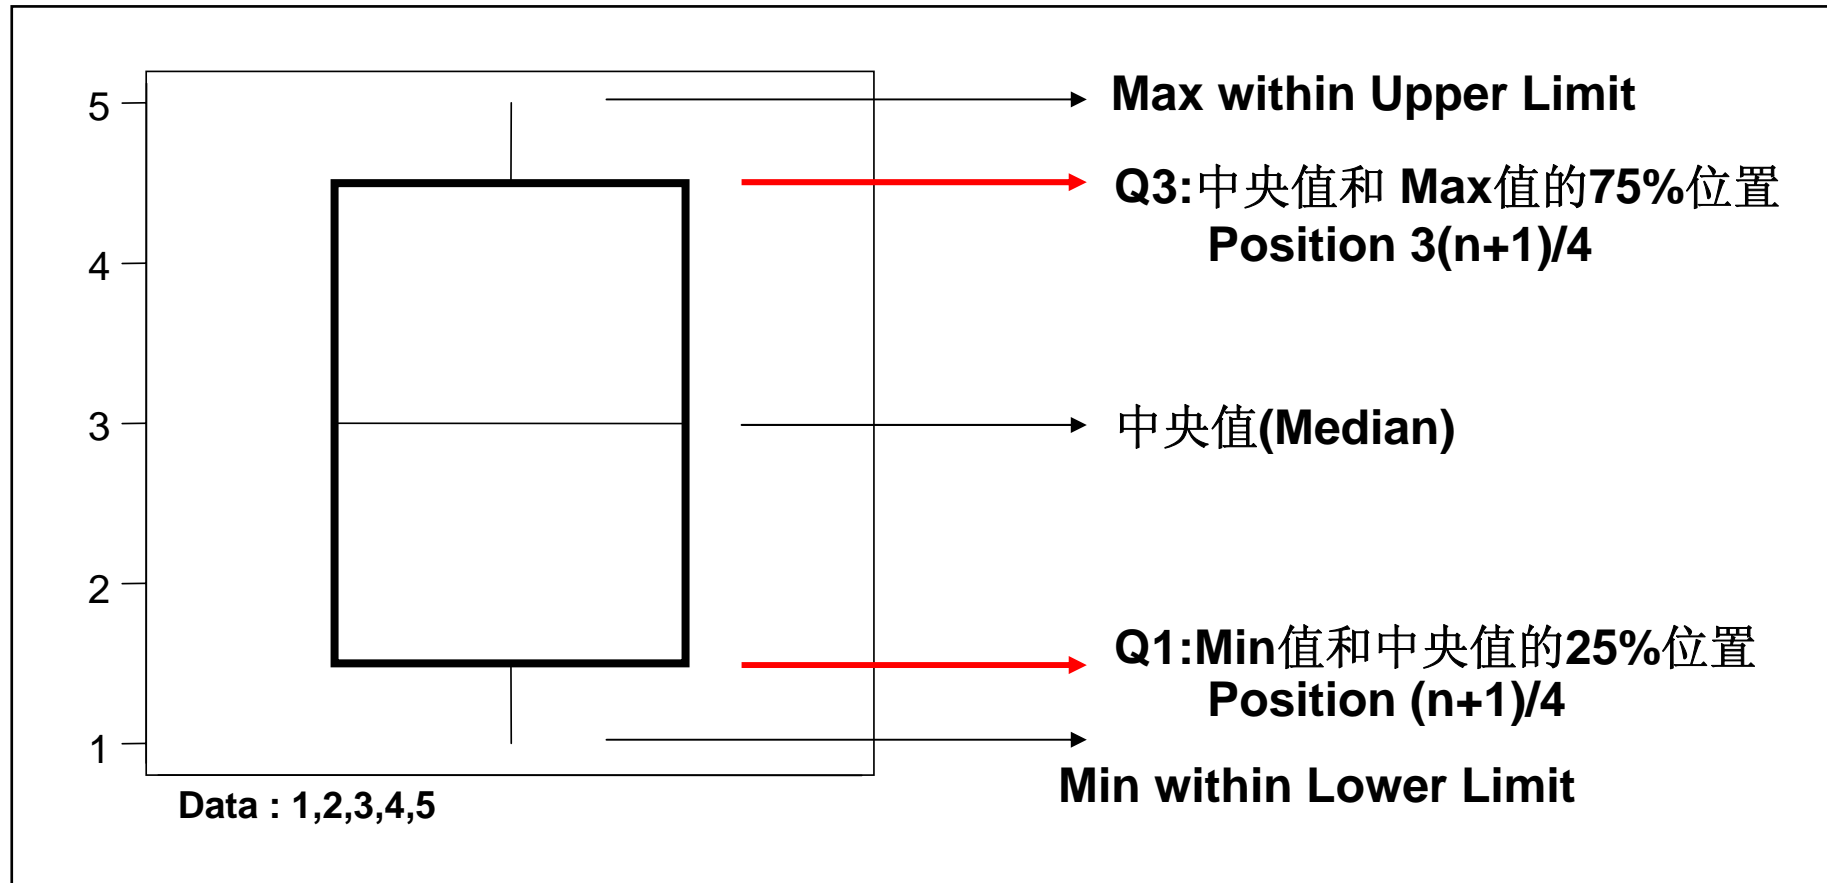 5
Max within Upper Limit
Q3:中央值和 Max值的75%位置
Position 3(n+1)/4
4
3
中央值(Median)
2
Q1:Min值和中央值的25%位置
Position (n+1)/4
1
Min within Lower Limit
Data : 1,2,3,4,5